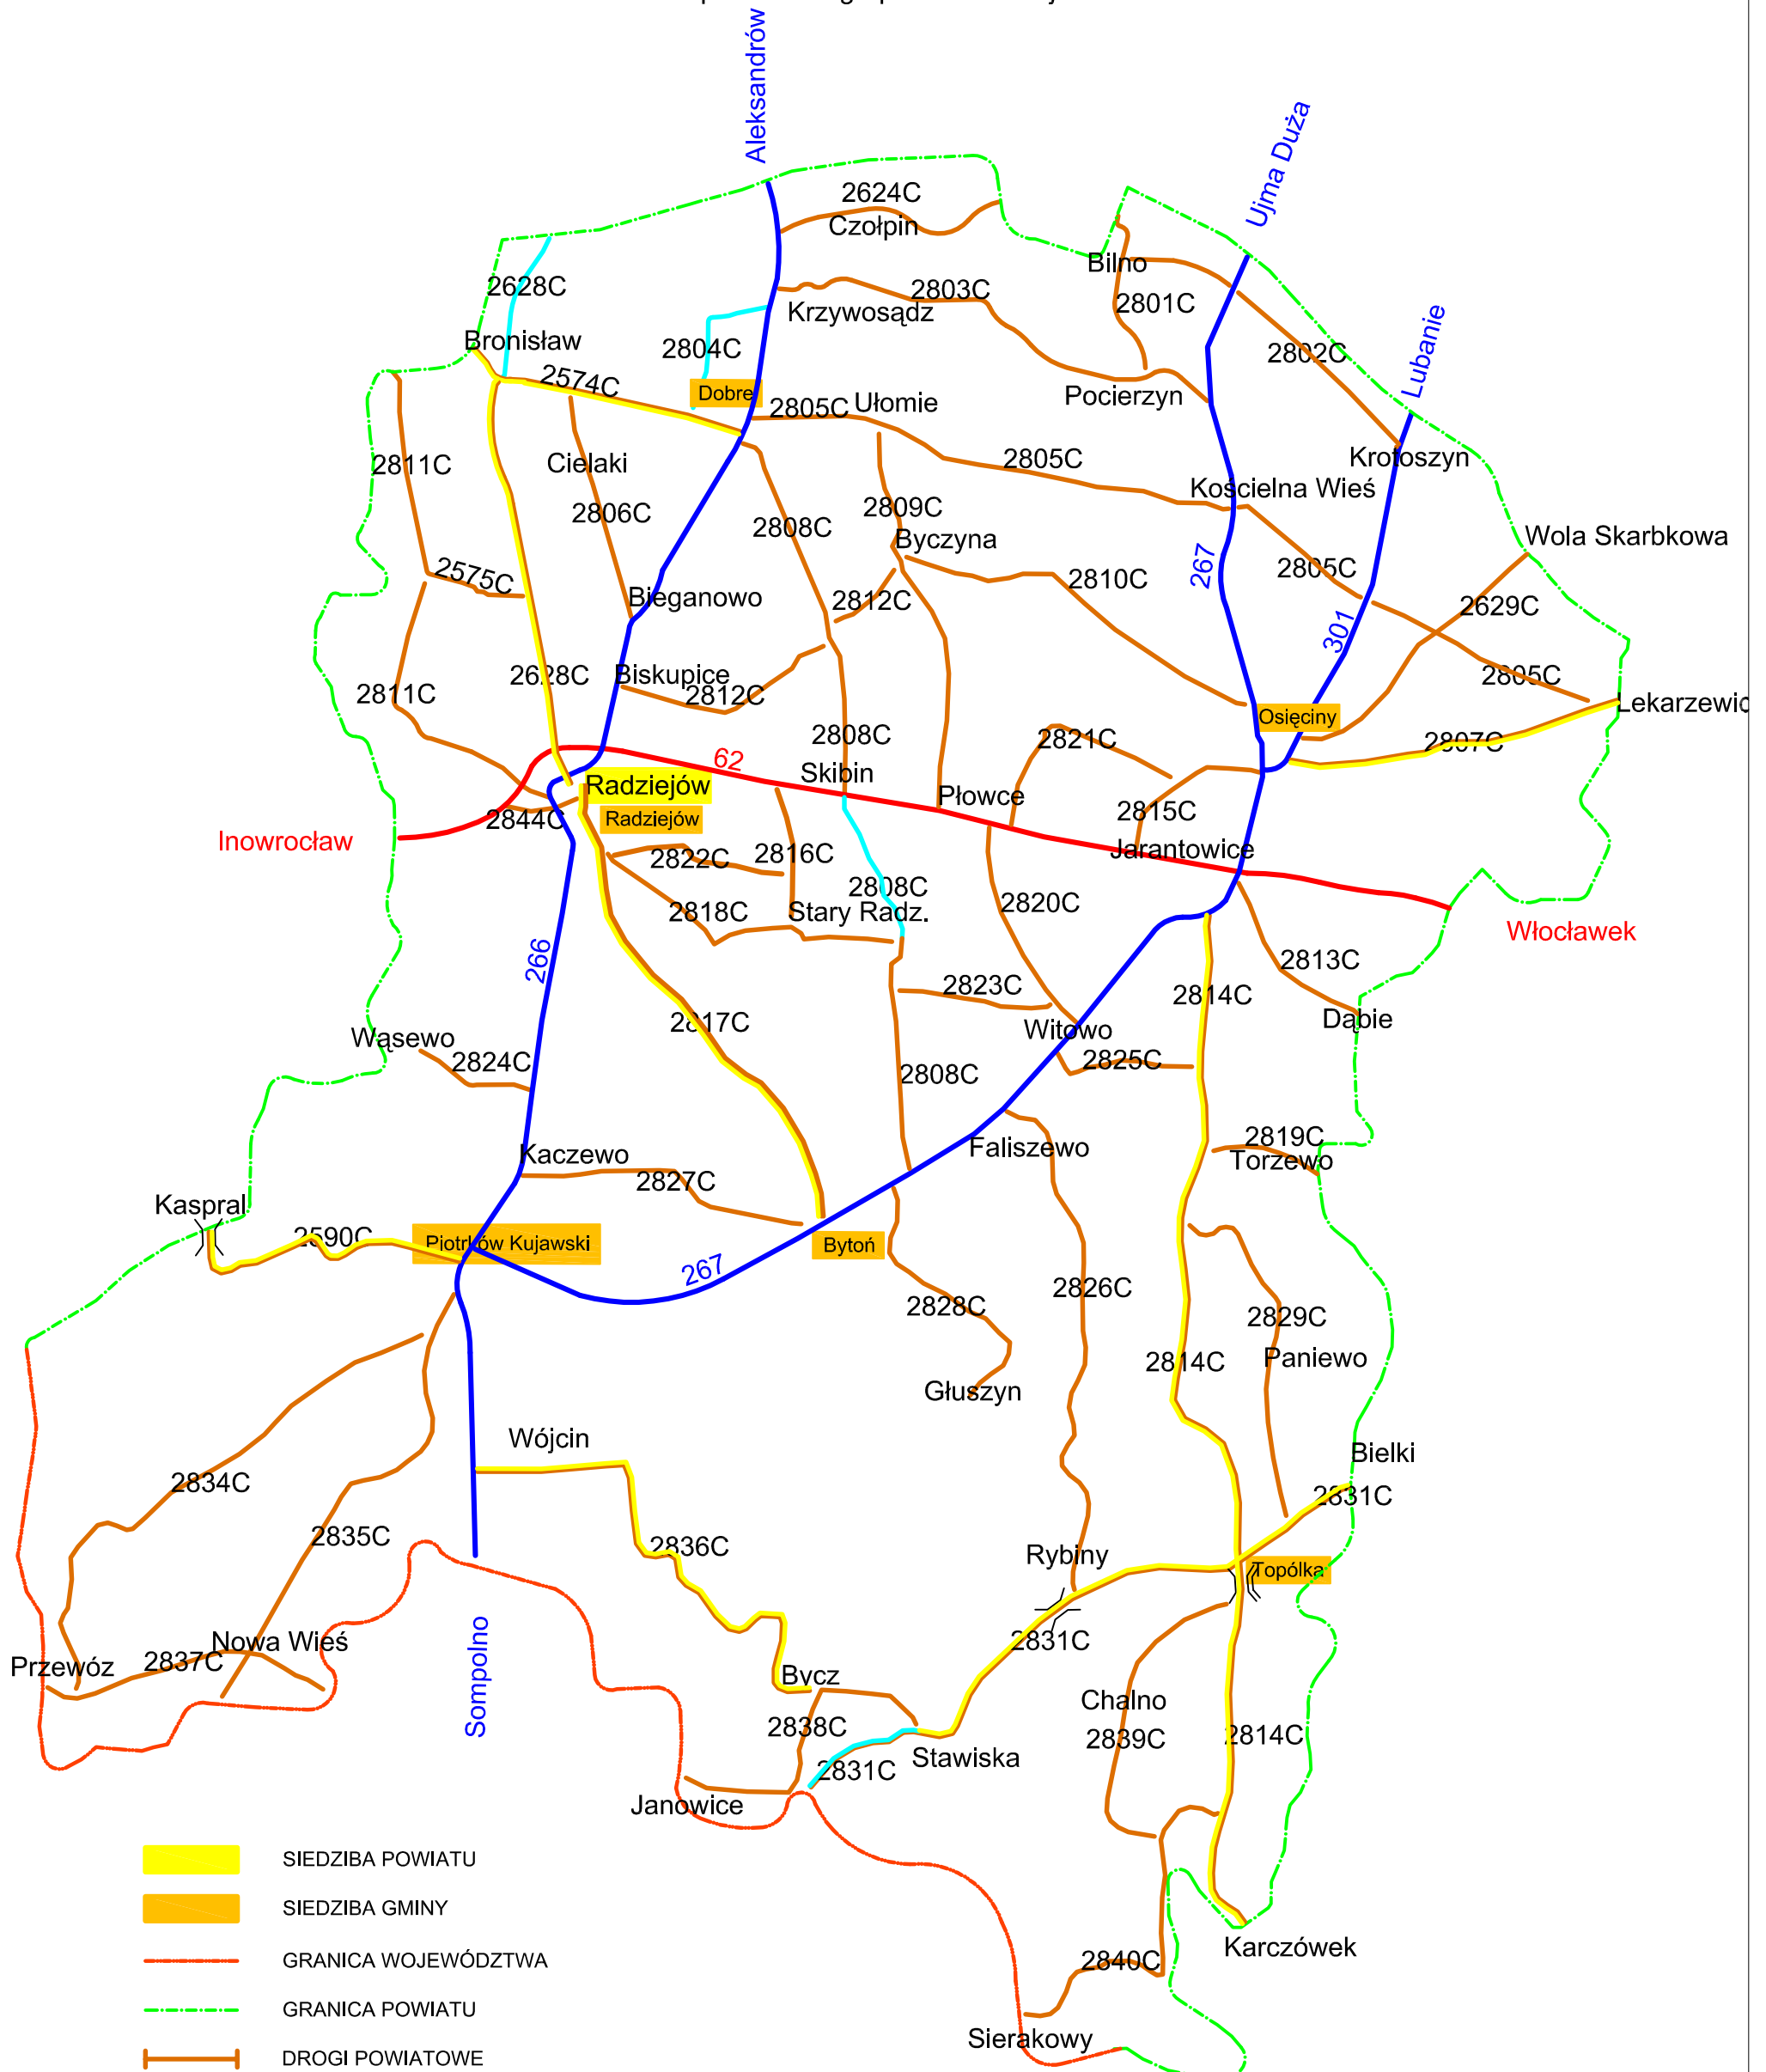 Aleksandrów
Ujma Duża
2624C
Czołpin
Bilno
2628C
2803C
2801C
Krzywosądz
Lubanie
Bronisław
2804C
2802C
2574C
Dobre
2805C
Ułomie
Pocierzyn
Cielaki
2811C
2805C
Krotoszyn
Kościelna Wieś
2806C
2808C
2809C
Byczyna
Wola Skarbkowa
2575C
267
2810C
2805C
Bieganowo
2812C
2629C
301
2628C
Biskupice
2812C
2811C
2805C
Lekarzewic
Osięciny
2808C
2821C
2807C
62
Skibin
Radziejów
Płowce
2815C
Radziejów
2844C
Inowrocław
Jarantowice
2822C
2816C
2808C
2818C
Stary Radz.
2820C
Włocławek
266
2823C
2814C
2813C
2817C
Witowo
Dąbie
Wąsewo
2824C
2808C
2825C
Kaczewo
Faliszewo
2819C
Torzewo
2827C
Kaspral
2590C
Piotrków Kujawski
Bytoń
267
2828C
2826C
2829C
2814C
Paniewo
Głuszyn
Wójcin
Bielki
2834C
2831C
2835C
2836C
Rybiny
Topólka
Nowa Wieś
2831C
Przewóz
2837C
Sompolno
Bycz
Chalno
2838C
2839C
2814C
Stawiska
2831C
Janowice
SIEDZIBA POWIATU
SIEDZIBA GMINY
Karczówek
GRANICA WOJEWÓDZTWA
2840C
GRANICA POWIATU
Sierakowy
DROGI POWIATOWE